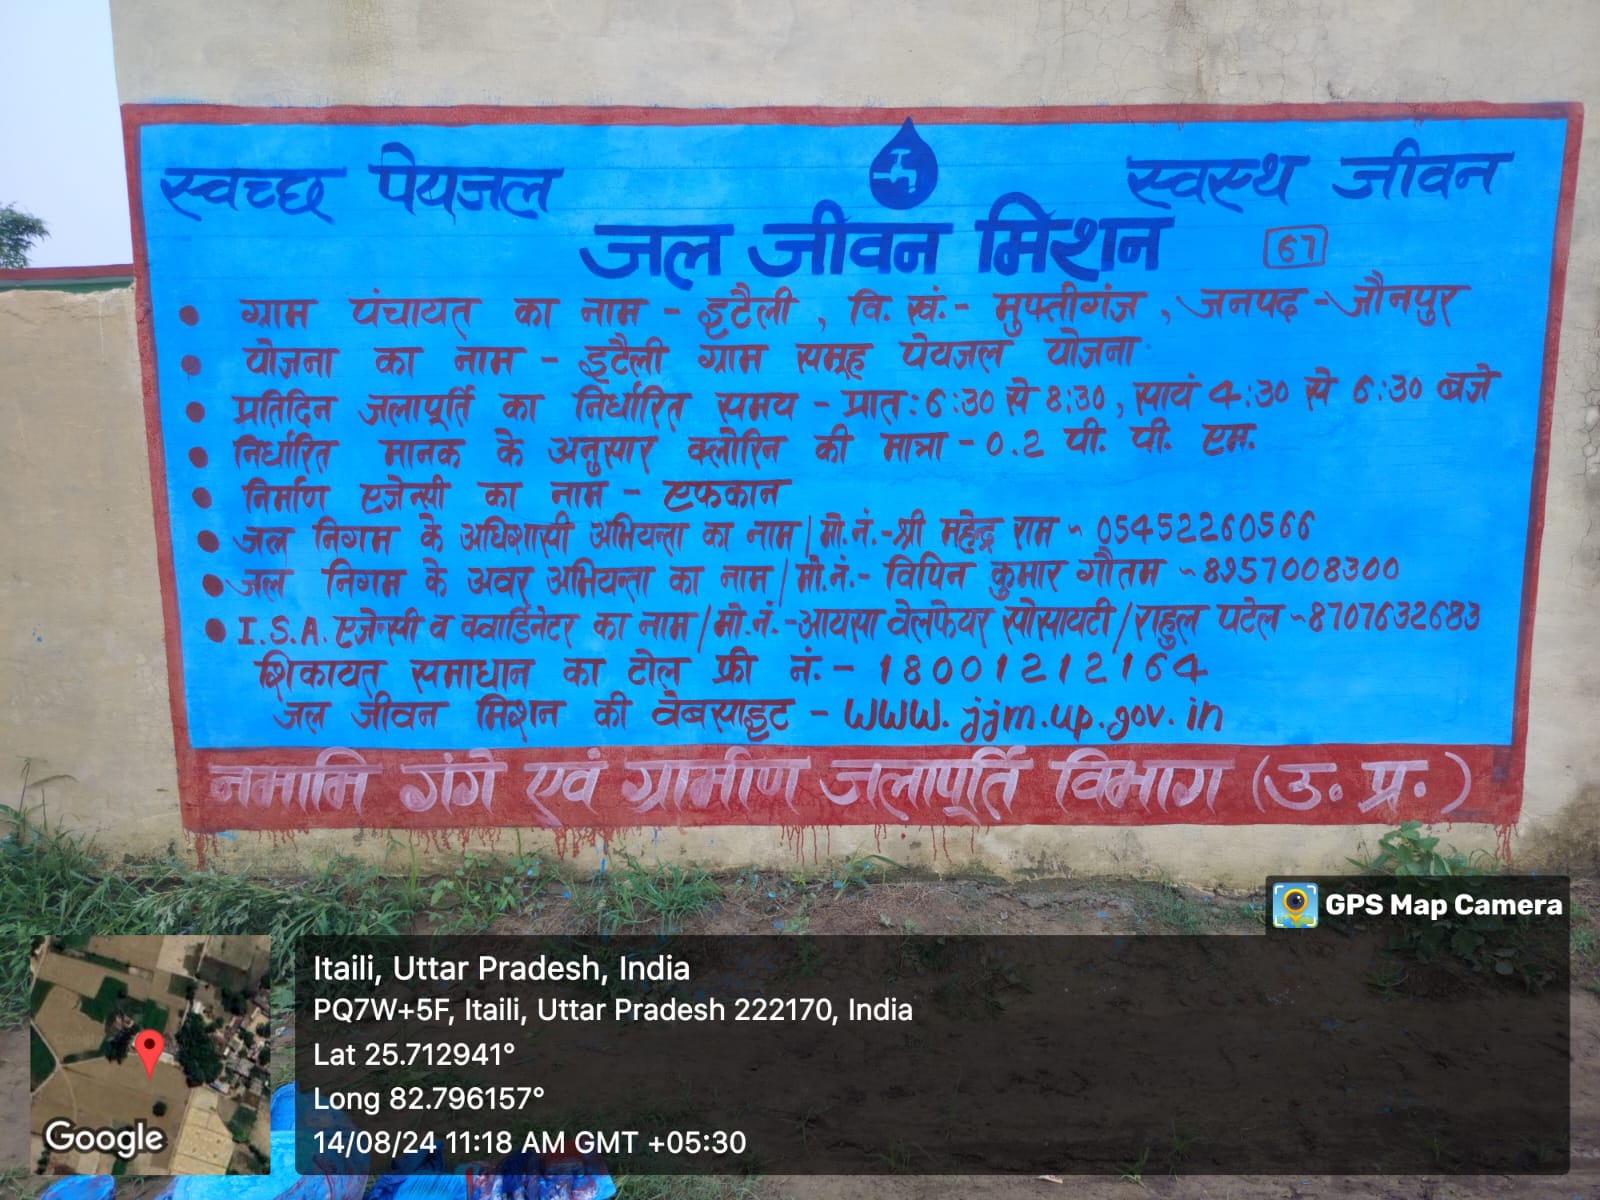 स्वच्छ पेयजल
स्वस्थ जीवन
जल जीवन मिशन
67
• ग्राम पंचायत का नाम - इटैली, वि. खं.- मुफ्तीगंज, जनपद - जौनपुर
• योजना का नाम - इटैली ग्राम समूह पेयजल योजना
• प्रतिदिन जलापूर्ति का निर्धारित समय - प्रात: 6:30 से 8:30, सायं 4:30 से 6:30 बजे
• निर्धारित मानक के अनुसार क्लोरिन की मात्रा - 0.2 पी. पी. एम.
• निर्माण एजेन्सी का नाम - एफकान
• जल निगम के अधिशासी अभियन्ता का नाम/मो.नं.-श्री महेन्द्र राम - 05452260566
• जल निगम के अवर अभियन्ता का नाम/मो.नं.- विपिन कुमार गौतम -8957008300
• I.S.A. एजेन्सी व क्वार्डिनेटर का नाम/मो.नं.-आयसा वेलफेयर सोसायटी/राहुल पटेल -8707632683
शिकायत समाधान का टोल फ्री नं.- 18001212164
जल जीवन मिशन की वेबसाइट - www.jjm.up.gov.in
नमामि गंगे एवं ग्रामीण जलापूर्ति विभाग (उ. प्र.)
GPS Map Camera
Itaili, Uttar Pradesh, India
PQ7W+5F, Itaili, Uttar Pradesh 222170, India
Lat 25.712941°
Long 82.796157°
14/08/24 11:18 AM GMT +05:30
Google